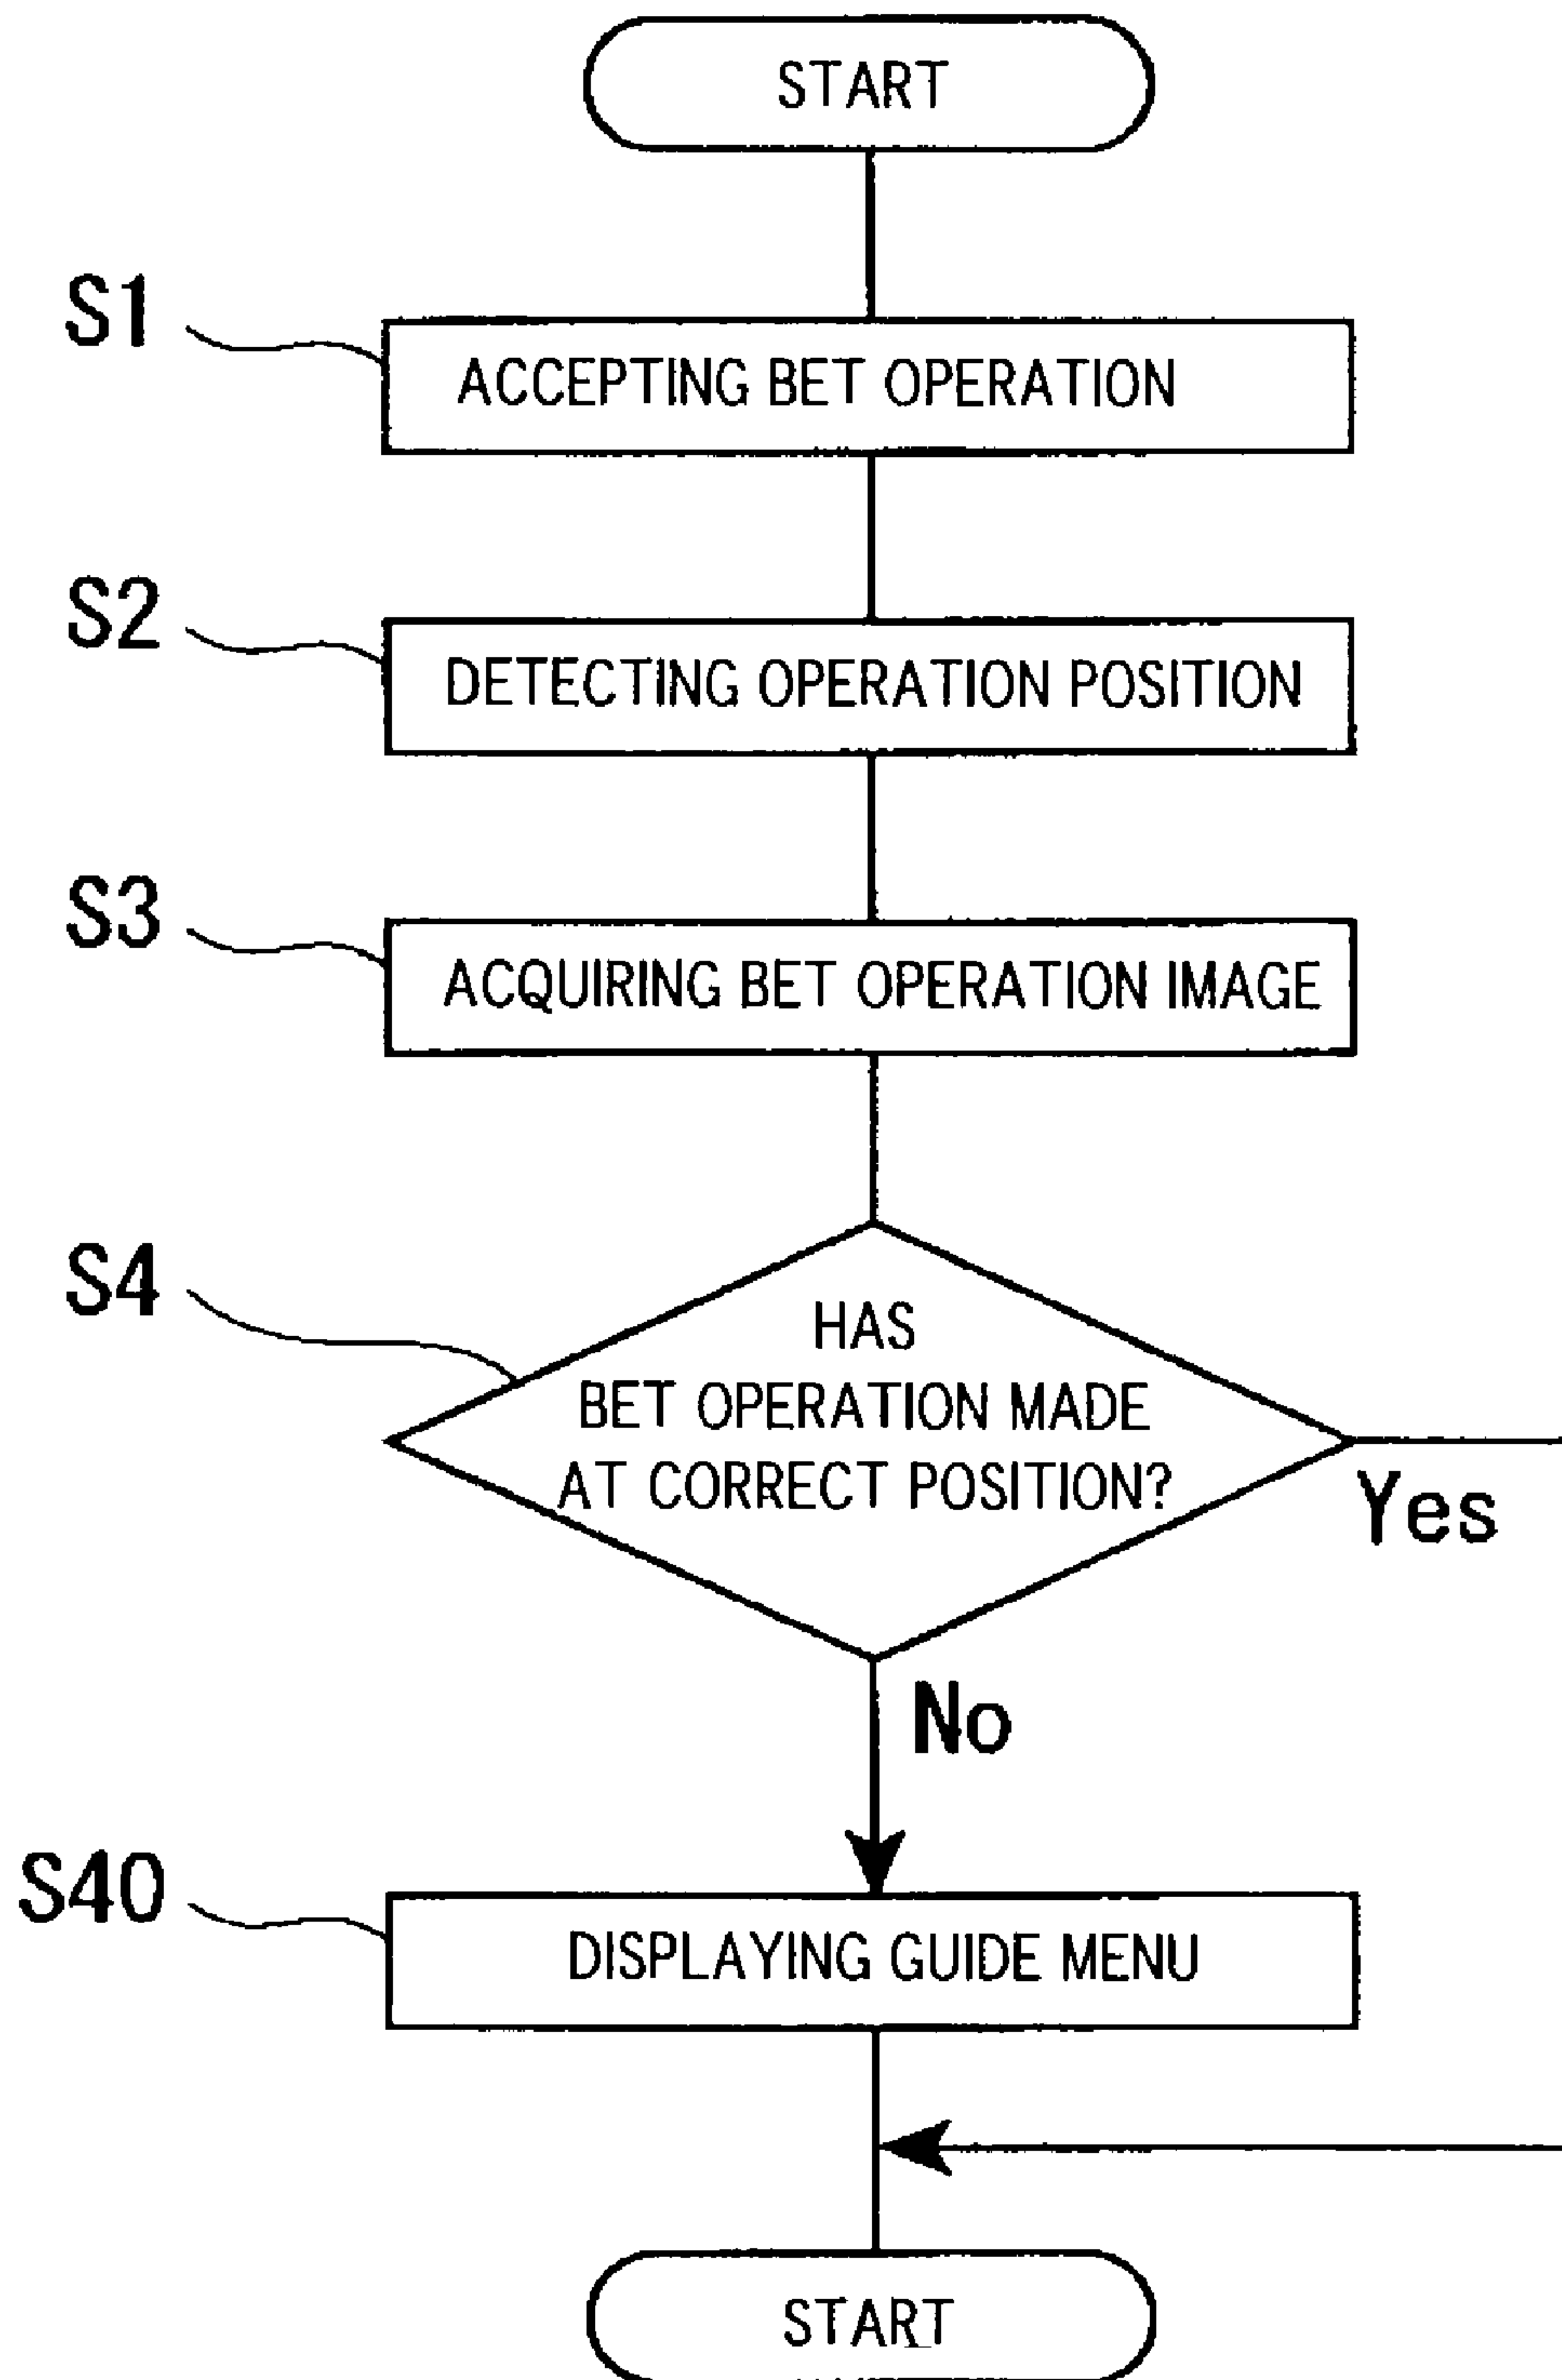 START
S1
ACCEPTING BET OPERATION
S2
DETECTING OPERATION POSITION
S3
ACQUIRING BET OPERATION IMAGE
S4
HAS
BET OPERATION MADE
AT CORRECT POSITION?
Yes
No
S40
DISPLAYING GUIDE MENU
START